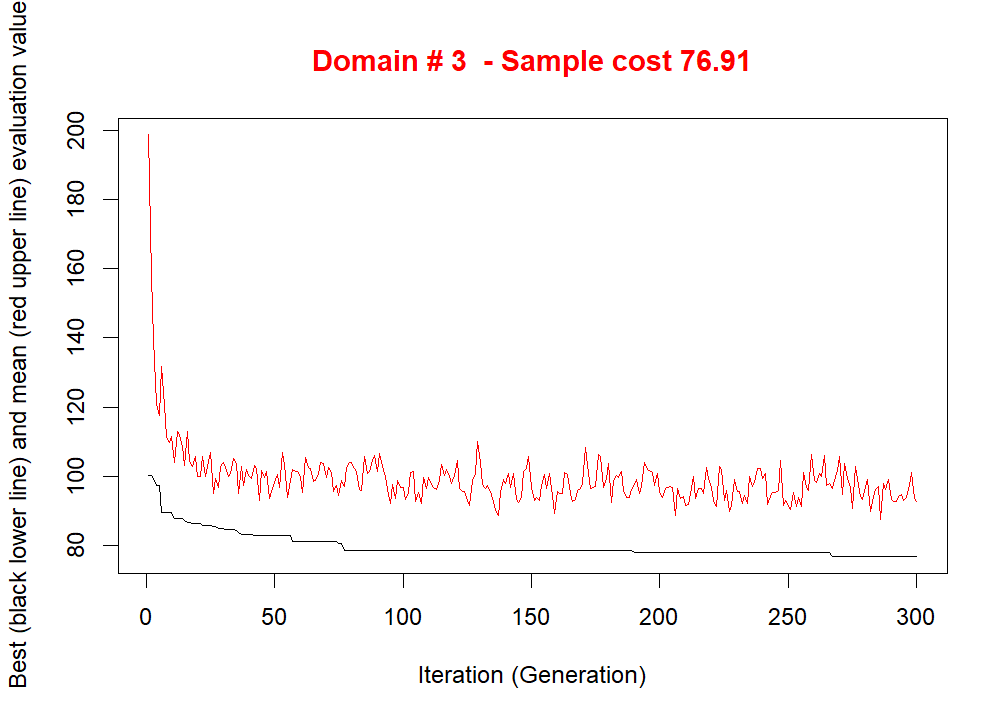 Domain # 3  - Sample cost 76.91
Best (black lower line) and mean (red upper line) evaluation value
200
180
160
140
120
100
80
0 50 100 150 200 250 300
Iteration (Generation)